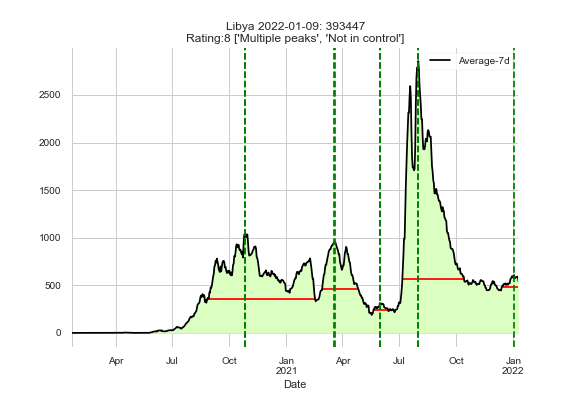 Libya 2022-01-09: 393447
Rating:8 ['Multiple peaks', 'Not in control']
Average-7d
2500
2000
1500
1000
500
0
Apr Jul Oct Jan Apr Jul Oct Jan
2021 2022
Date